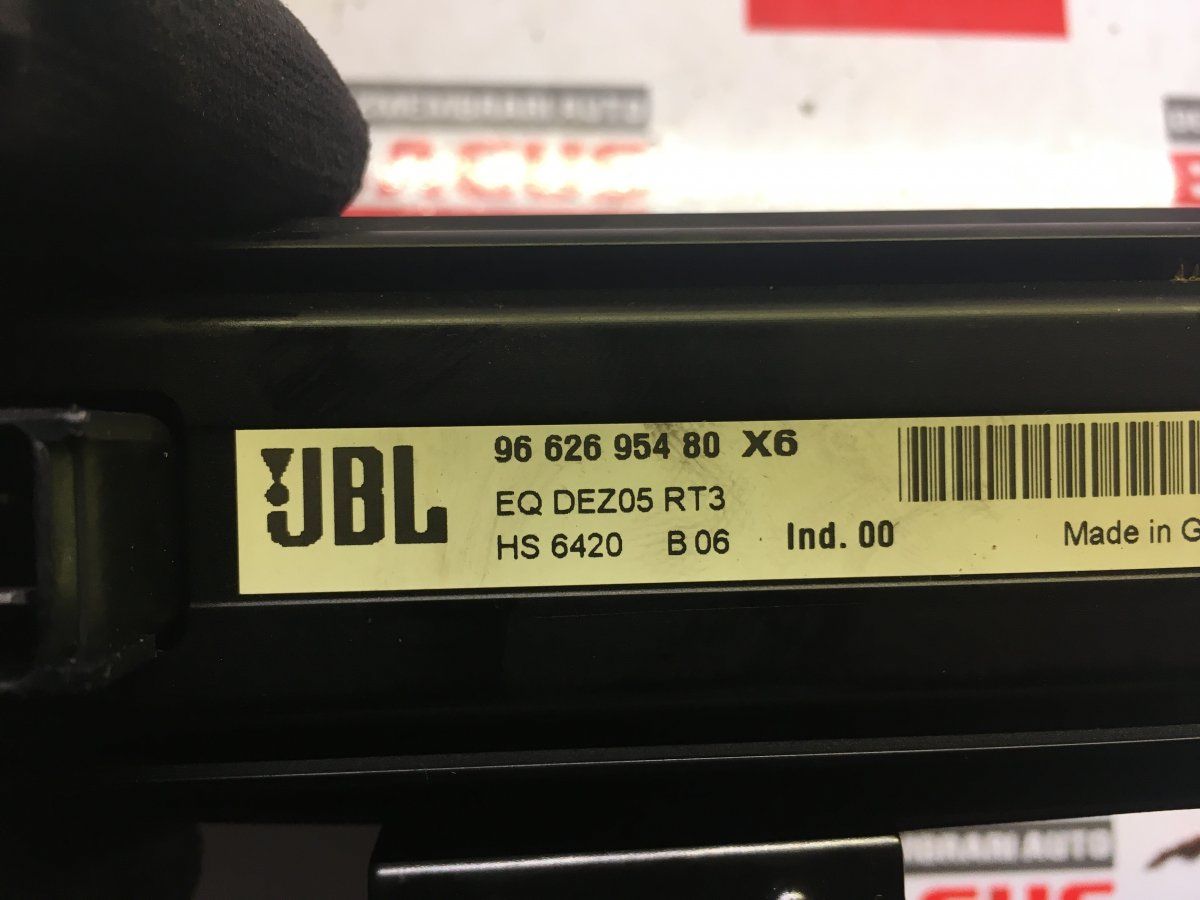 JBL
96 626 954 80 X6
EQ DEZ05 RT3
HS 6420 B 06 Ind. 00
Made in G